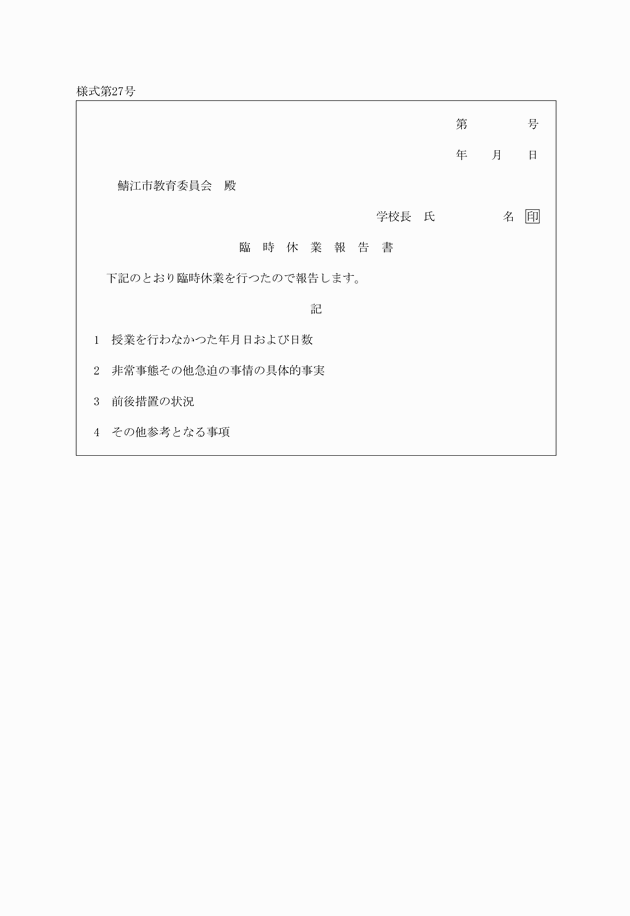 様式第27号
第　　　　　号
年　　月　　日
鯖江市教育委員会　殿
学校長　氏　　　　　　名　印
臨　時　休　業　報　告　書
下記のとおり臨時休業を行つたので報告します。
記
1　授業を行わなかつた年月日および日数
2　非常事態その他急迫の事情の具体的事実
3　前後措置の状況
4　その他参考となる事項